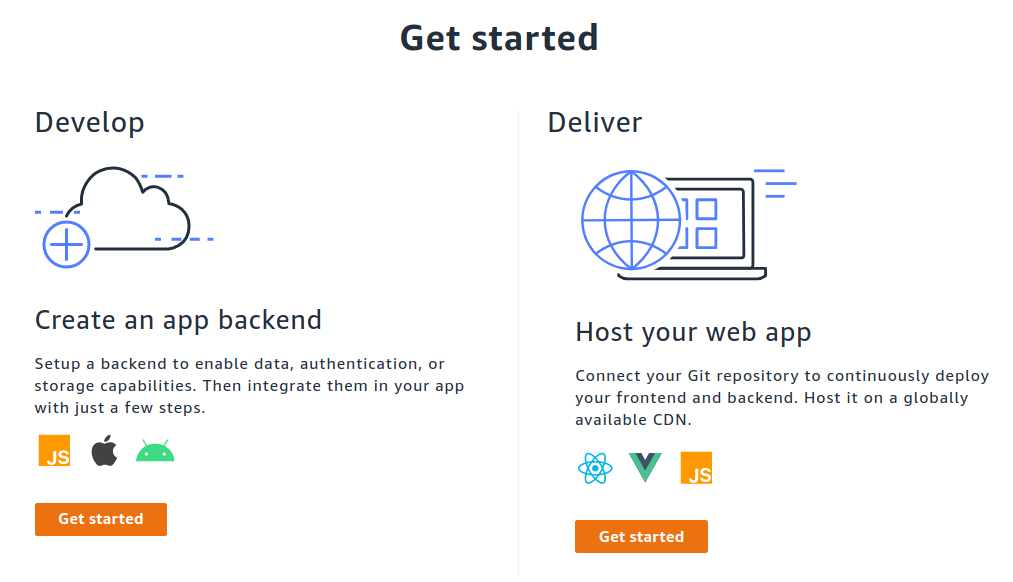 Get started
Develop
Create an app backend
Setup a backend to enable data, authentication, or
storage capabilities. Then integrate them in your app
with just a few steps.
JS
Get started
Deliver
Host your web app
Connect your Git repository to continuously deploy
your frontend and backend. Host it on a globally
available CDN.
JS
Get started